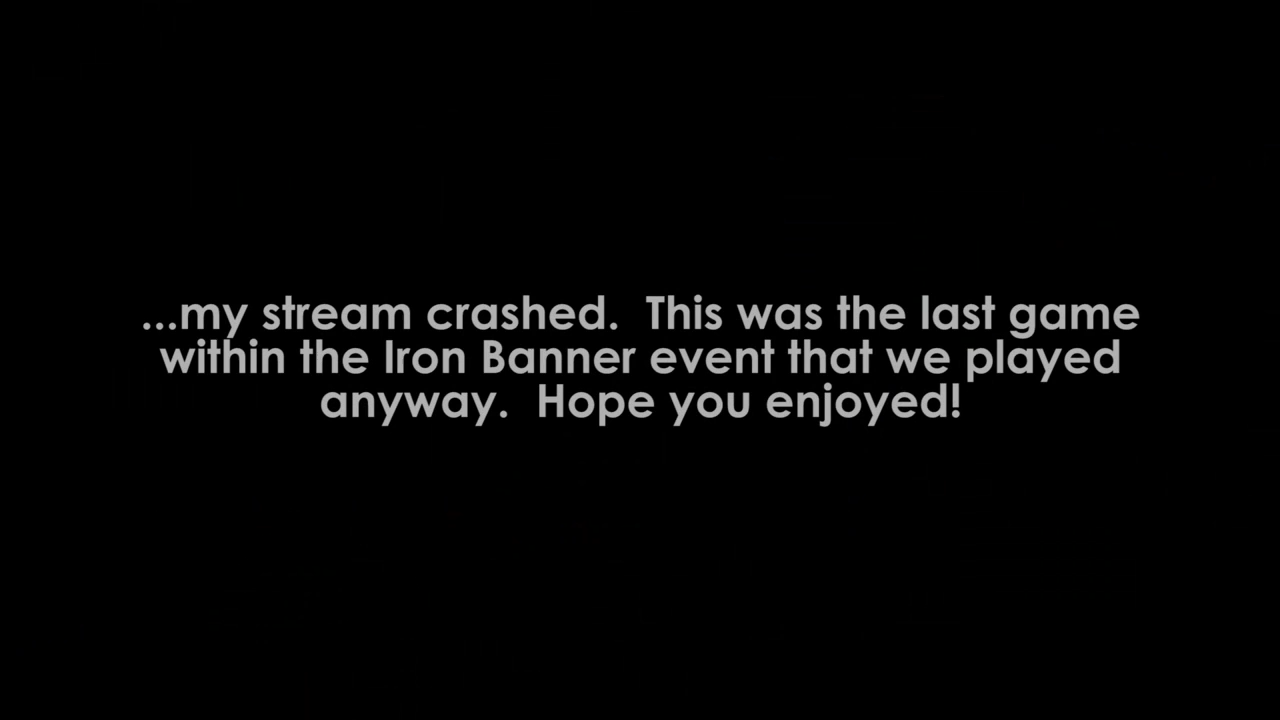 ...my stream crashed.  This was the last game
within the Iron Banner event that we played
anyway.  Hope you enjoyed!